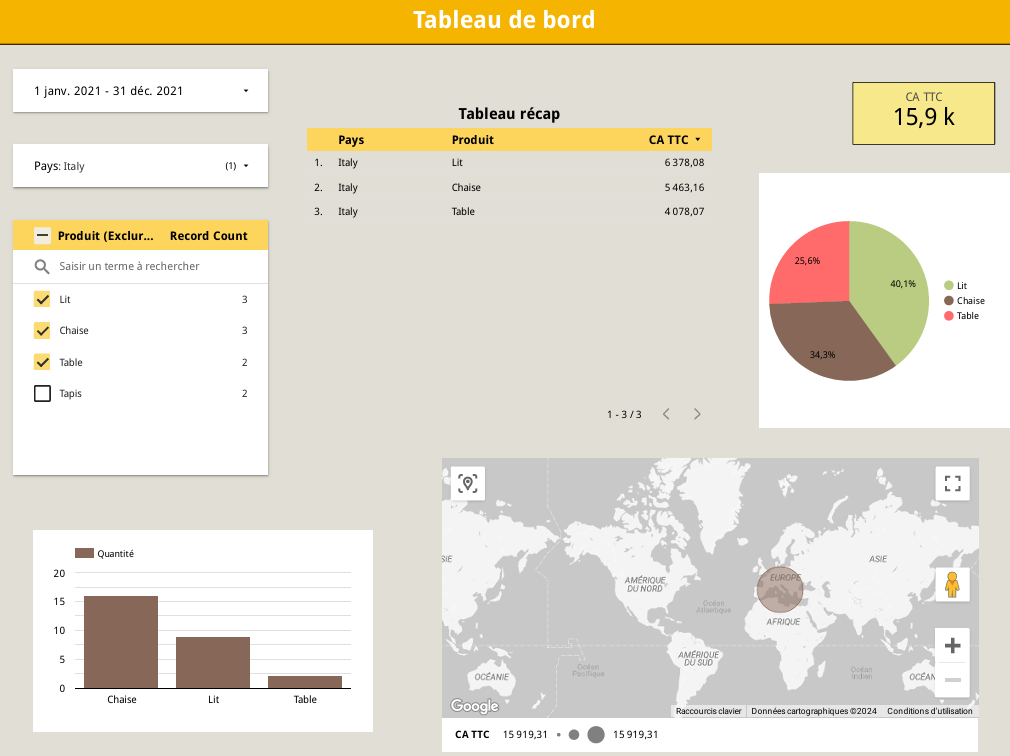 Tableau de bord
1 janv. 2021 - 31 déc. 2021
Pays: Italy (1)
Produit (Exclur... Record Count
Saisir un terme à rechercher
Lit 3
Chaise 3
Table 2
Tapis 2
Tableau récap
Pays Produit CA TTC
1. Italy Lit 6 378,08
2. Italy Chaise 5 463,16
3. Italy Table 4 078,07
1 - 3 / 3
CA TTC
15,9 k
25,6%
40,1%
34,3%
Lit
Chaise
Table
Quantité
20
15
10
5
0
Chaise Lit Table
SIE
AMÉRIQUE
DU NORD
EUROPE
ASIE
Océan
Atlantique
AFRIQUE
AMÉRIQUE
DU SUD
OCÉANIE
Océan
Pacifique
Océan
Indien
OCÉAN
Google
Raccourcis clavier
Données cartographiques ©2024
Conditions d'utilisation
CA TTC 15 919,31 15 919,31